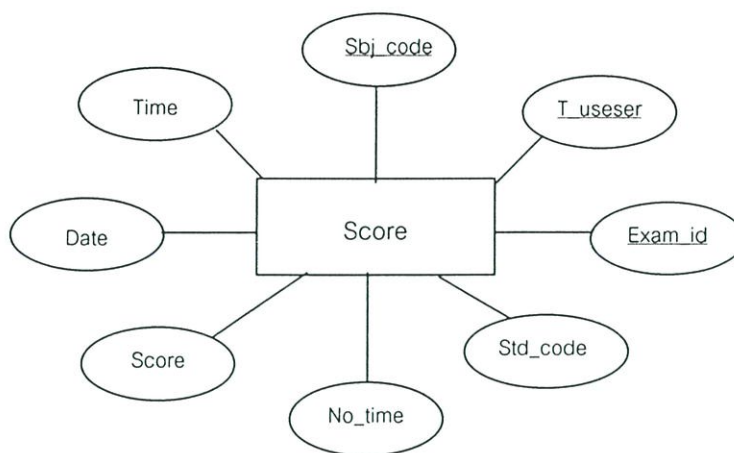 Sbj_code
Time
T_useser
Date
Score
Exam_id
Score
Std_code
No_time